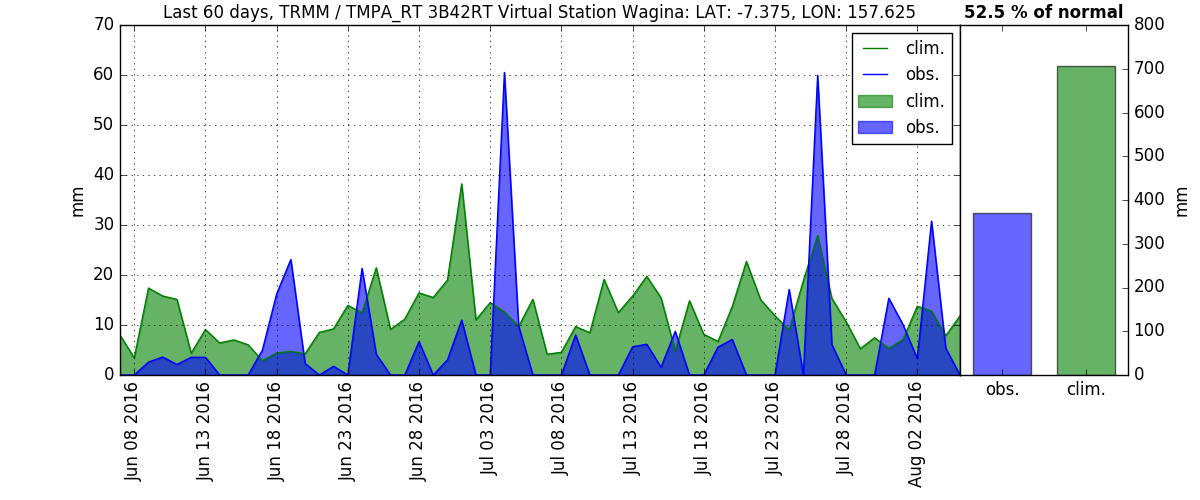 Last 60 days, TRMM / TMPA_RT 3B42RT Virtual Station Wagina: LAT: -7.375, LON: 157.625
52.5 % of normal
70
60
50
40
30
20
10
0
mm
clim.
obs.
clim.
obs.
800
700
600
500
400
300
200
100
0
mm
Jun 08 2016
Jun 13 2016
Jun 18 2016
Jun 23 2016
Jun 28 2016
Jul 03 2016
Jul 08 2016
Jul 13 2016
Jul 18 2016
Jul 23 2016
Jul 28 2016
Aug 02 2016
obs.
clim.